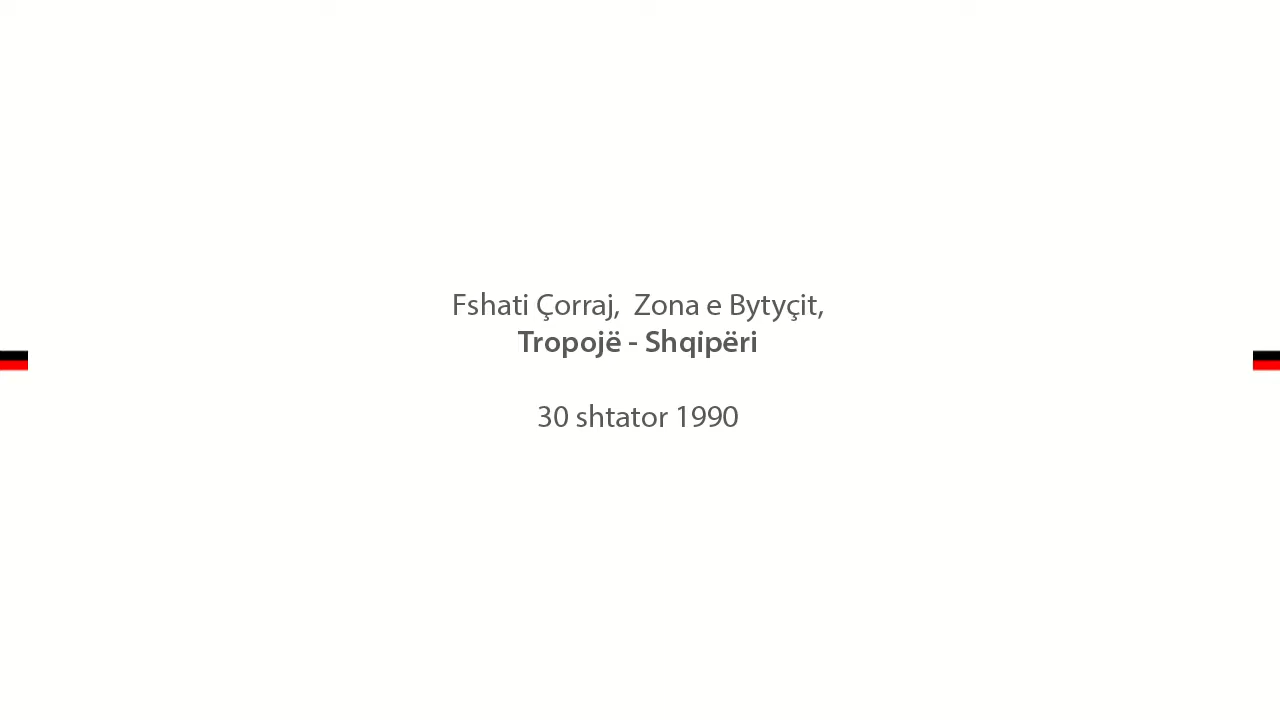 Fshati Çorraj,  Zona e Bytyçit,
Tropojë - Shqipëri
30 shtator 1990